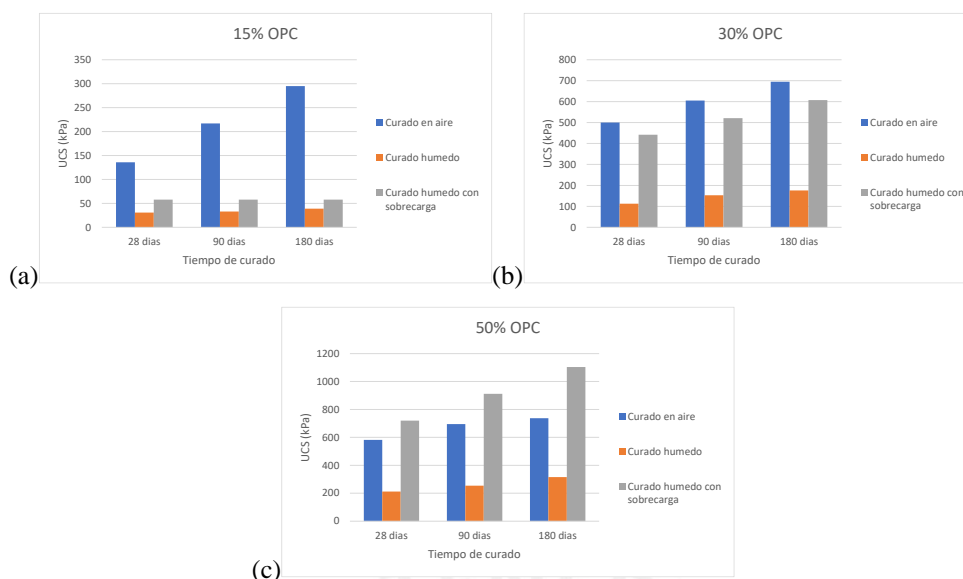 15% OPC
350
300
250
200
150
100
50
0
UCS (kPa)
28 dias
90 dias
180 dias
Tiempo de curado
Curado en aire
Curado humedo
Curado humedo con
sobrecarga
(a)
30% OPC
800
700
600
500
400
300
200
100
0
UCS (kPa)
28 dias
90 dias
180 dias
Tiempo de curado
Curado en aire
Curado humedo
Curado humedo con
sobrecarga
(b)
50% OPC
1200
1000
800
600
400
200
0
UCS (kPa)
28 dias
90 dias
180 dias
Tiempo de curado
Curado en aire
Curado humedo
Curado humedo con
sobrecarga
(c)